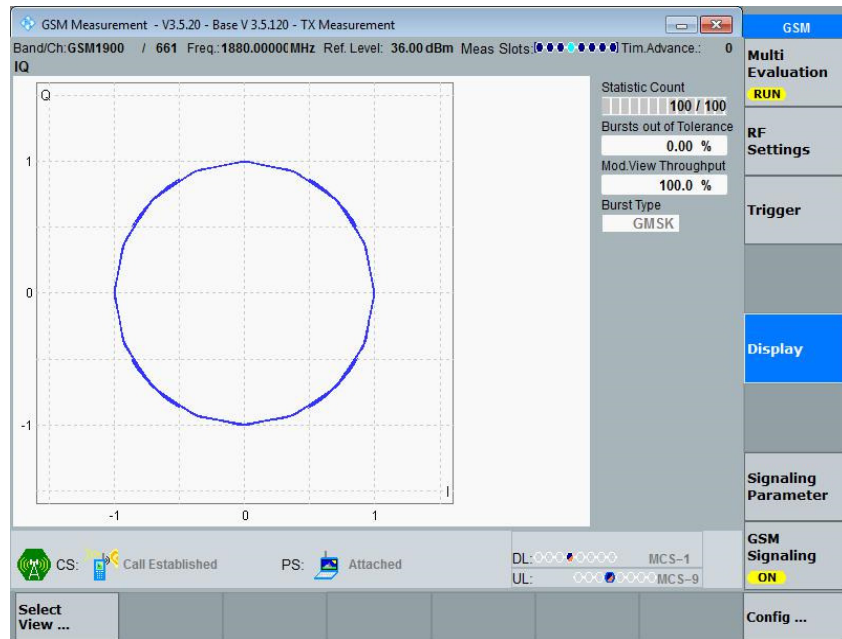 GSM Measurement - V3.5.20 - Base V 3.5.120 - TX Measurement
GSM
Band/Ch:GSM1900 / 661 Freq.:1880.0000(MHz Ref. Level: 36.00 dBm Meas Slots: Tim.Advance.: 0
IQ
Multi
Evaluation
RUN
RF
Settings
Trigger
Display
Signaling
Parameter
GSM
Signaling
ON
Config ...
Statistic Count
100 / 100
Bursts out of Tolerance
0.00 %
Mod.View Throughput
100.0 %
Burst Type
GMSK
Q
1
0
-1
I
-1 0 1
CS: Call Established PS: Attached
DL: MCS-1
UL: MCS-9
Select
View ...